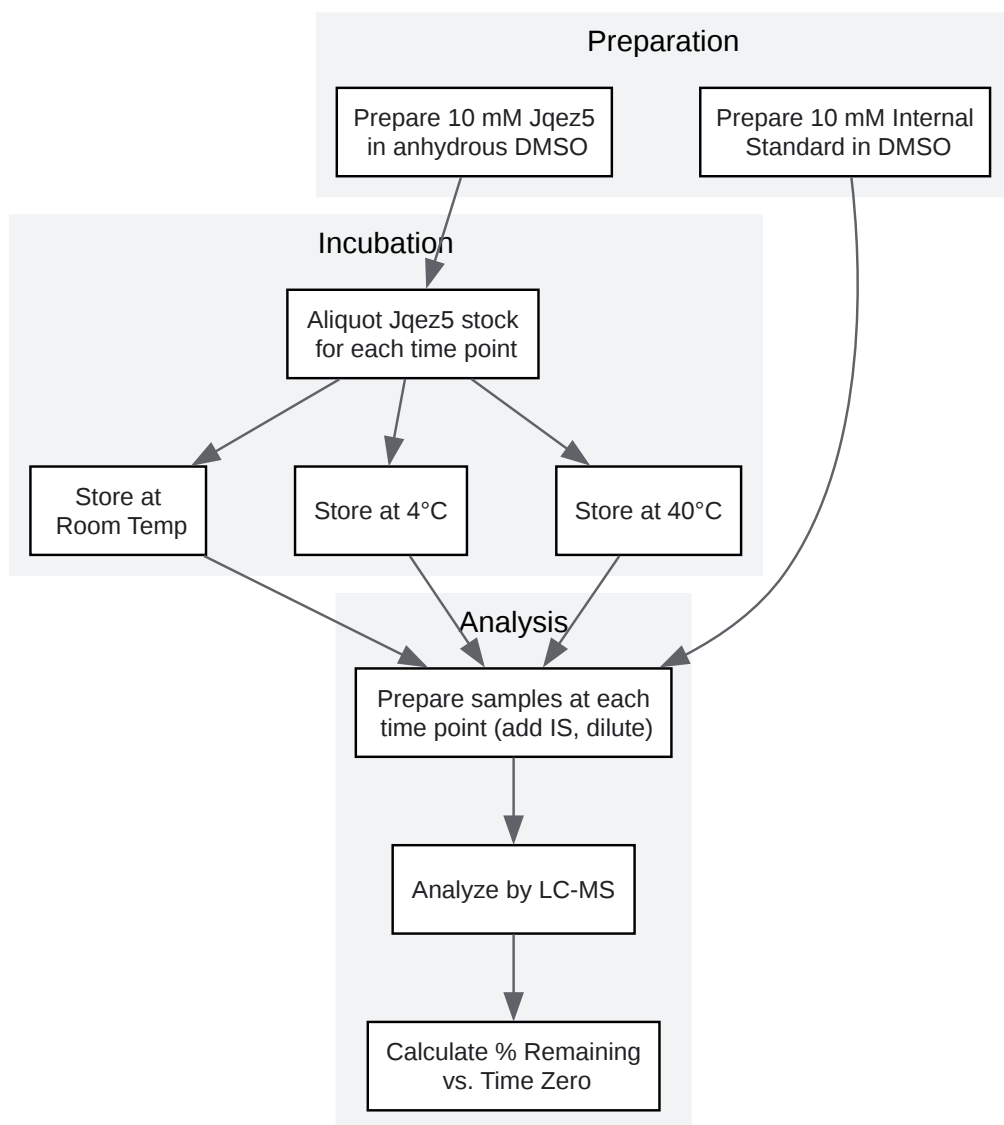 Preparation
Prepare 10 mM Jqez5
in anhydrous DMSO
Prepare 10 mM Internal
Standard in DMSO
Incubation
Aliquot Jqez5 stock
for each time point
Store at
Room Temp
Store at 4°C
Store at 40°C
Analysis
Prepare samples at each
time point (add IS, dilute)
Analyze by LC-MS
Calculate % Remaining
vs. Time Zero